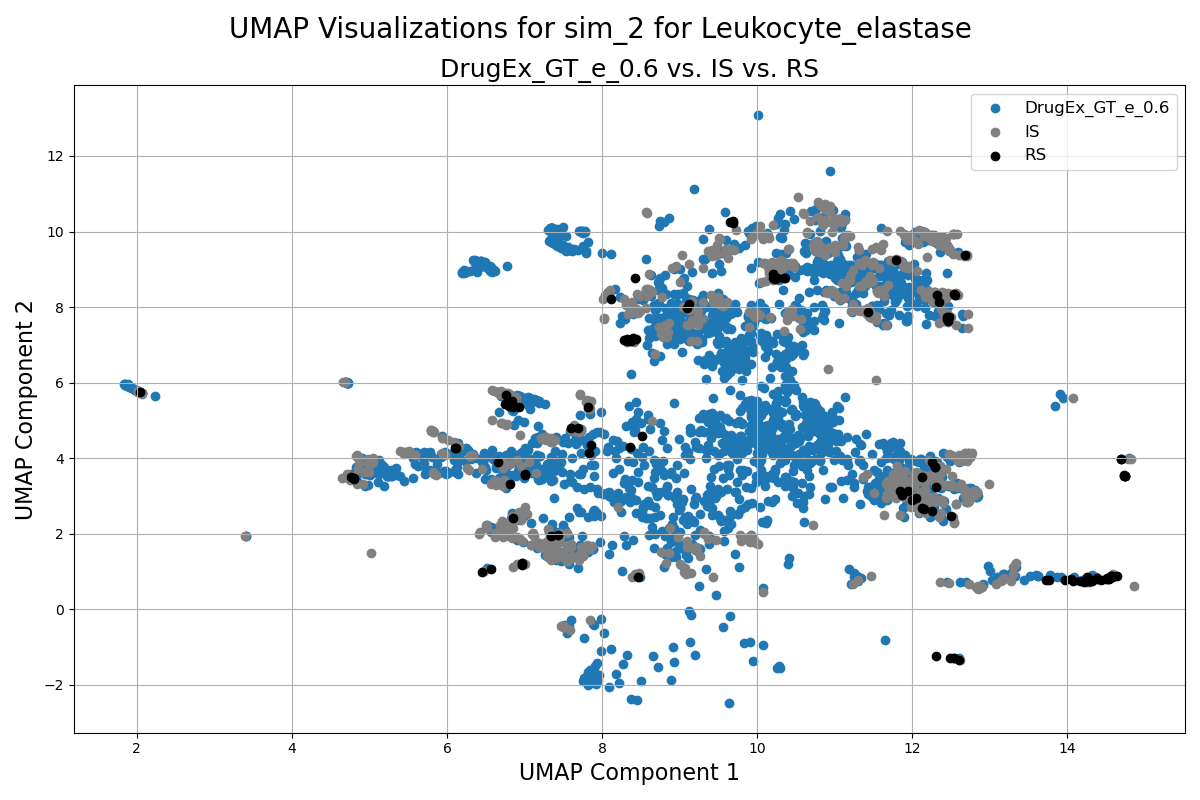 UMAP Visualizations for sim_2 for Leukocyte_elastase
DrugEx_GT_e_0.6 vs. IS vs. RS
DrugEx_GT_e_0.6
IS
RS
UMAP Component 2
12
10
8
6
4
2
0
−2
2
4
6
8
10
12
14
UMAP Component 1